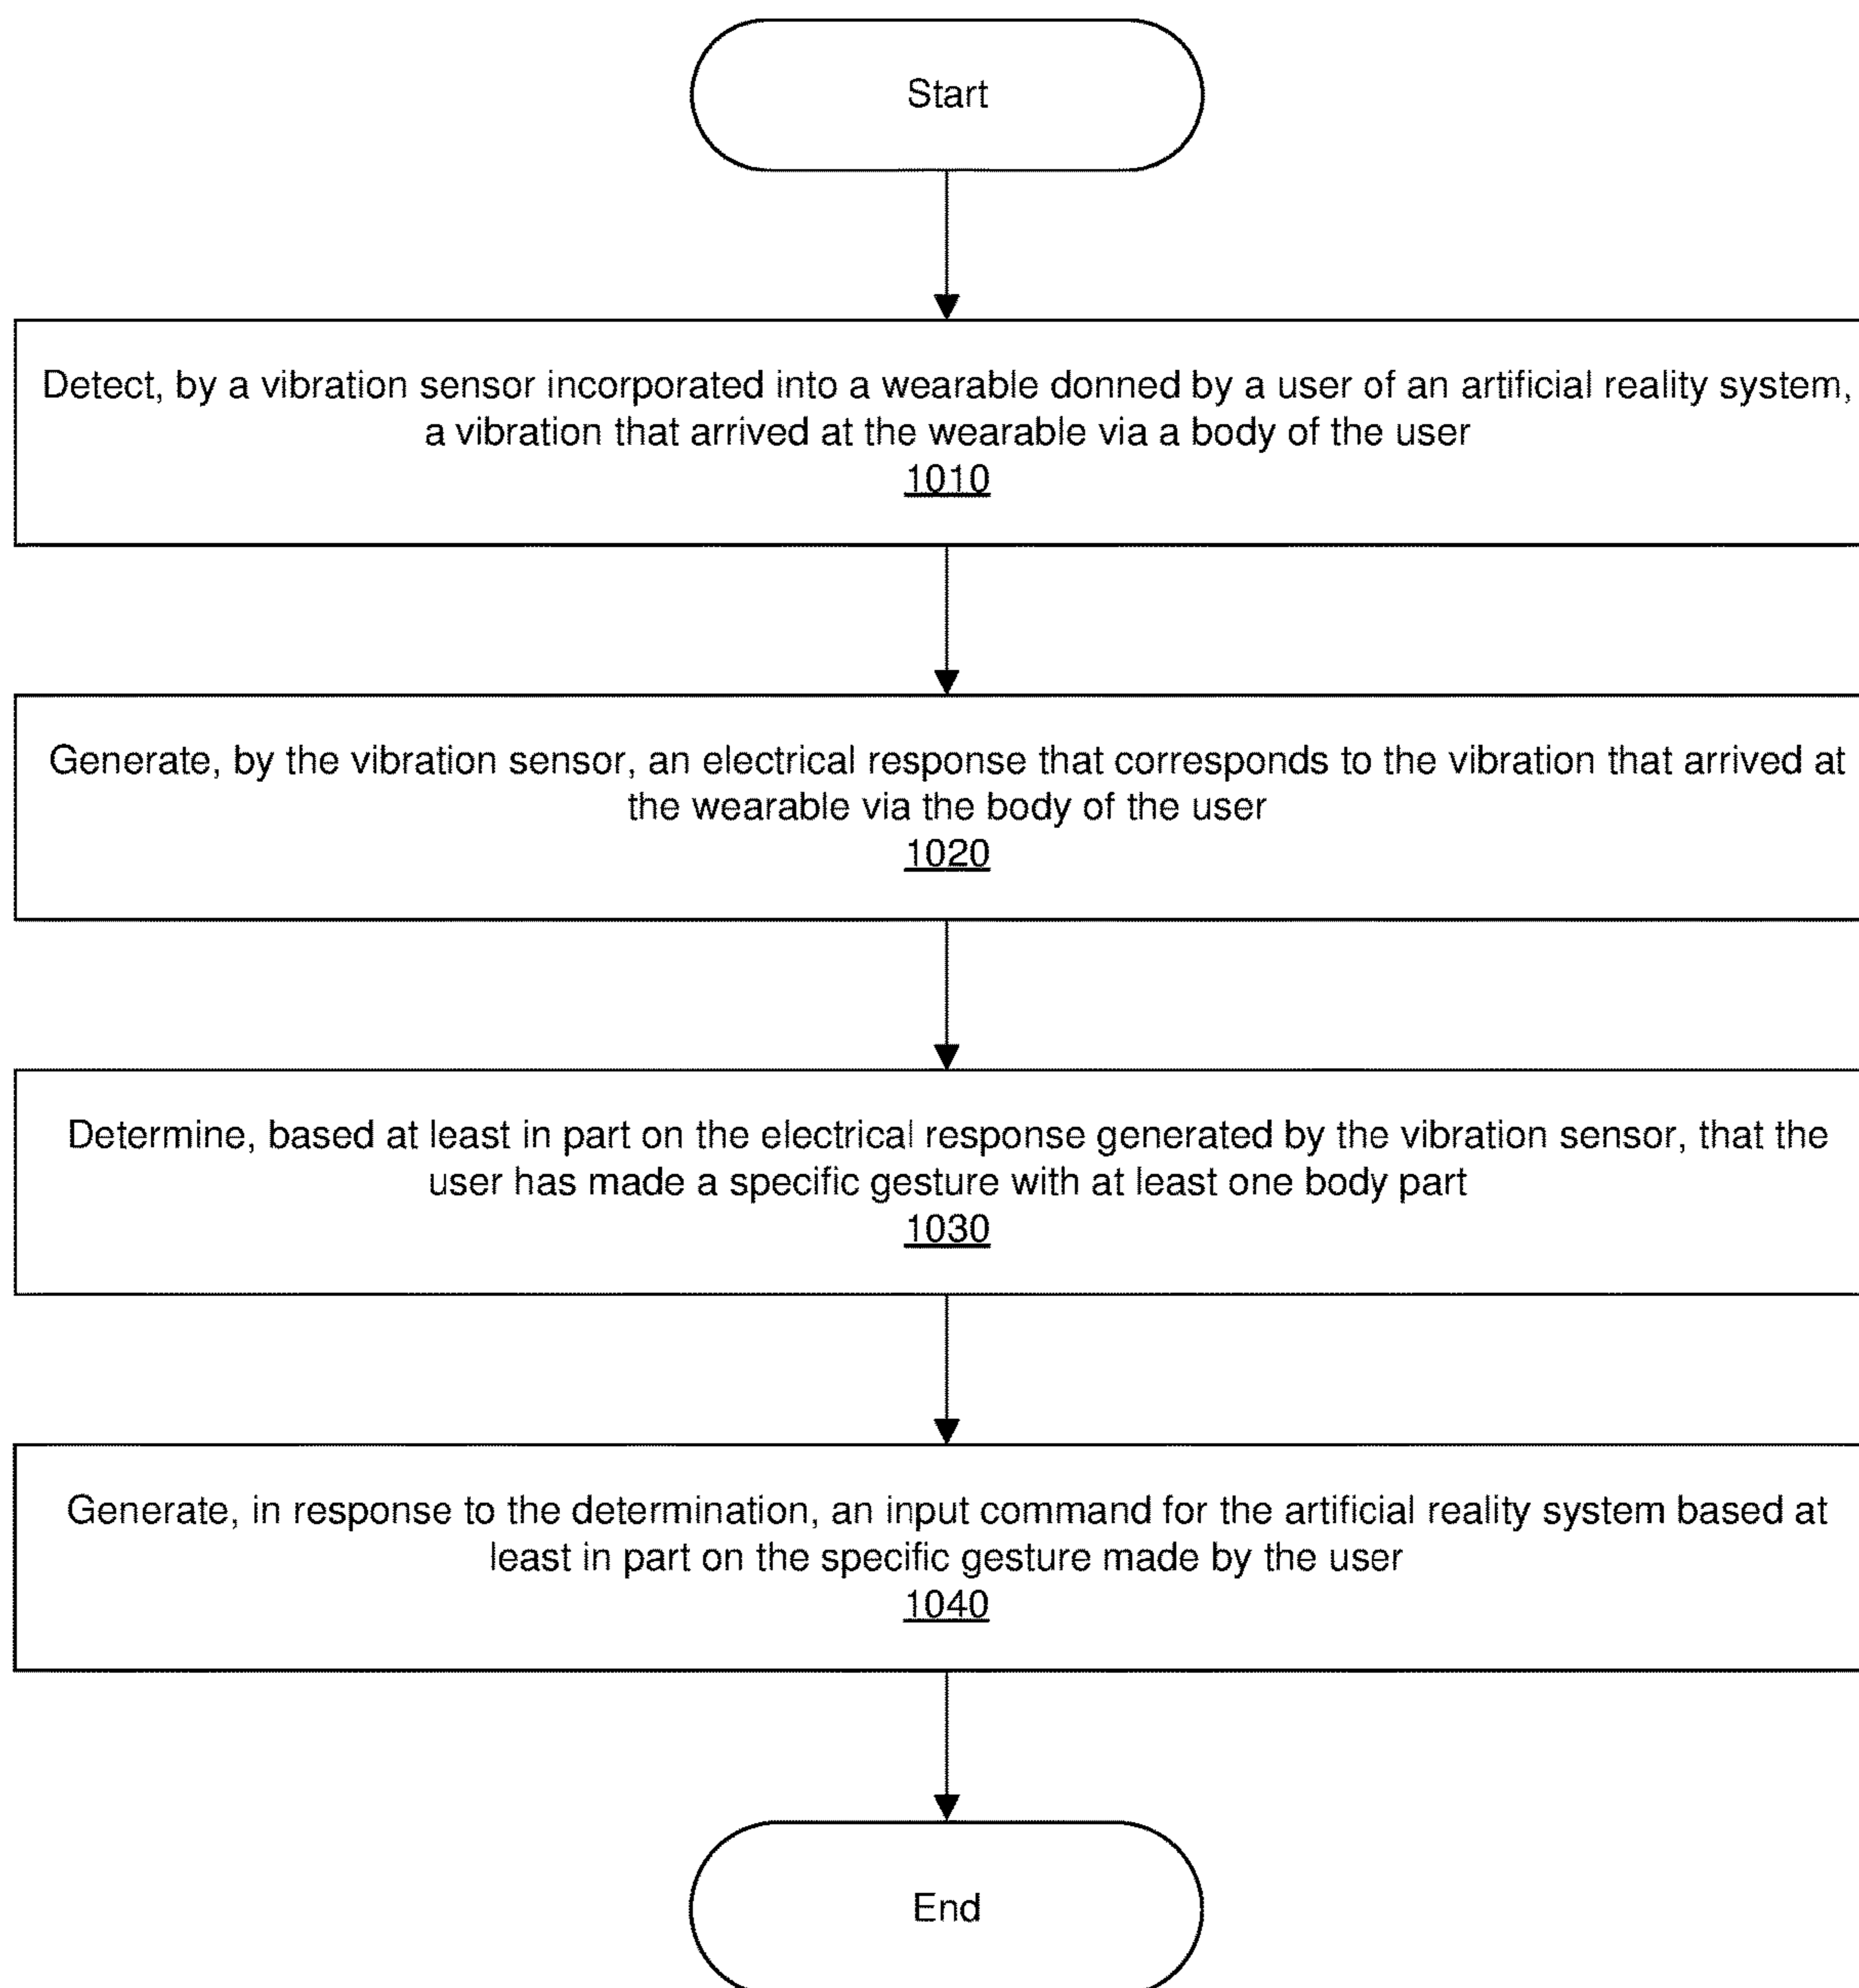 Start
Detect, by a vibration sensor incorporated into a wearable donned by a user of an artificial reality system,
a vibration that arrived at the wearable via a body of the user
1010
Generate, by the vibration sensor, an electrical response that corresponds to the vibration that arrived at
the wearable via the body of the user
1020
Determine, based at least in part on the electrical response generated by the vibration sensor, that the
user has made a specific gesture with at least one body part
1030
Generate, in response to the determination, an input command for the artificial reality system based at
least in part on the specific gesture made by the user
1040
End